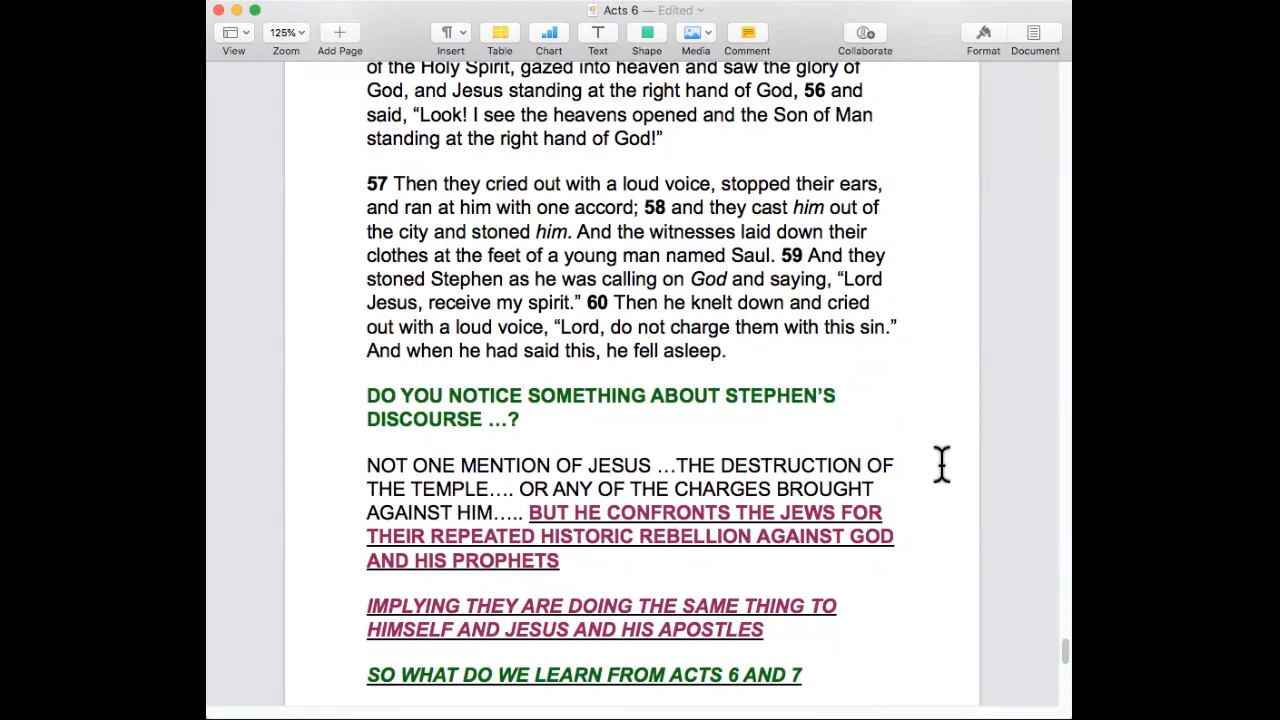 Acts 6 — Edited
125%
View
Zoom
Add Page
Insert
Table
Chart
Text
Shape
Media
Comment
Collaborate
Format
Document
of the Holy Spirit, gazed into heaven and saw the glory of
God, and Jesus standing at the right hand of God, 56 and
said, “Look! I see the heavens opened and the Son of Man
standing at the right hand of God!”
57 Then they cried out with a loud voice, stopped their ears,
and ran at him with one accord; 58 and they cast him out of
the city and stoned him. And the witnesses laid down their
clothes at the feet of a young man named Saul. 59 And they
stoned Stephen as he was calling on God and saying, “Lord
Jesus, receive my spirit.” 60 Then he knelt down and cried
out with a loud voice, “Lord, do not charge them with this sin.”
And when he had said this, he fell asleep.
DO YOU NOTICE SOMETHING ABOUT STEPHEN’S
DISCOURSE …?
NOT ONE MENTION OF JESUS …THE DESTRUCTION OF
THE TEMPLE…. OR ANY OF THE CHARGES BROUGHT
AGAINST HIM….. BUT HE CONFRONTS THE JEWS FOR
THEIR REPEATED HISTORIC REBELLION AGAINST GOD
AND HIS PROPHETS
IMPLYING THEY ARE DOING THE SAME THING TO
HIMSELF AND JESUS AND HIS APOSTLES
SO WHAT DO WE LEARN FROM ACTS 6 AND 7